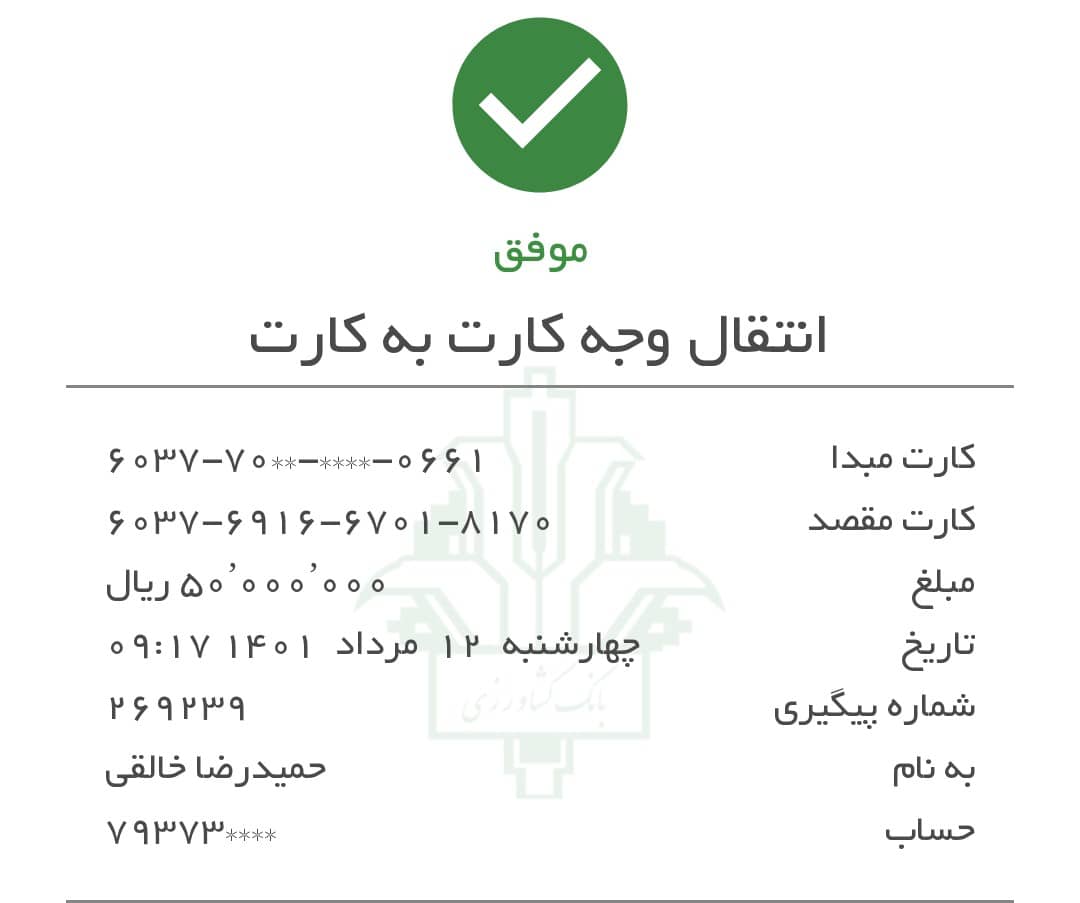 موفق
انتقال وجه کارت به کارت
کارت مبدا ۶۰۳۷-۷۰**-****-۰۶۶۱
کارت مقصد ۶۰۳۷-۶۹۱۶-۶۷۰۱-۸۱۷۰
مبلغ ۵۰٬۰۰۰٬۰۰۰ ریال
تاریخ چهارشنبه ۱۲ مرداد ۱۴۰۱ ۰۹:۱۷
شماره پیگیری ۲۶۹۲۳۹
به نام حمیدرضا خالقی
حساب ۷۹۳۷۳****
بانک کشاورزی